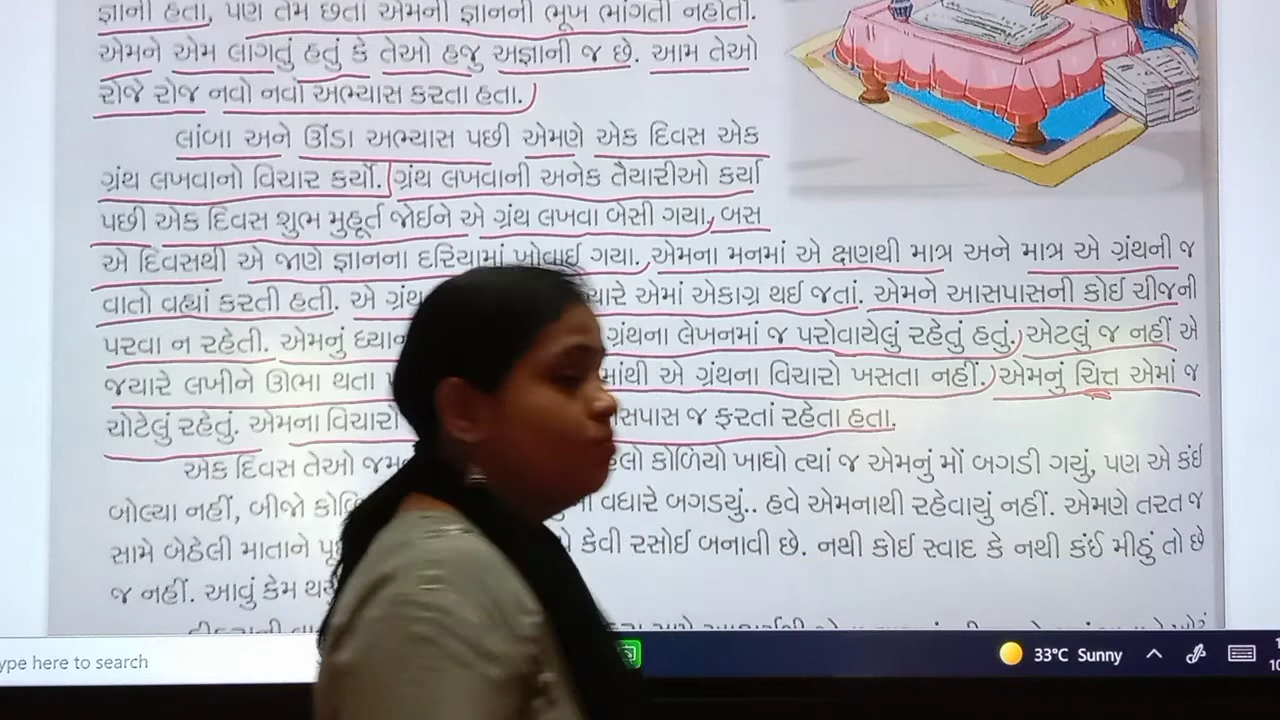 જ્ઞાની હતા, પણ તેમ છતાં એમની જ્ઞાનની ભૂખ ભાંગતી નહોતી.
એમને એમ લાગતું હતું કે તેઓ હજુ અજ્ઞાની જ છે. આમ તેઓ
રોજે રોજ નવો નવો અભ્યાસ કરતા હતા.
લાંબા અને ઊંડા અભ્યાસ પછી એમણે એક દિવસ એક
ગ્રંથ લખવાનો વિચાર કર્યો. ગ્રંથ લખવાની અનેક તૈયારીઓ કર્યા
પછી એક દિવસ શુભ મુહૂર્ત જોઈને એ ગ્રંથ લખવા બેસી ગયા, બસ
એ દિવસથી એ જાણે જ્ઞાનના દરિયામાં ખોવાઈ ગયા. એમના મનમાં એ ક્ષણથી માત્ર અને માત્ર એ ગ્રંથની જ
વાતો વહ્યાં કરતી હતી. એ ગ્રંથ ત્યારે એમાં એકાગ્ર થઈ જતાં. એમને આસપાસની કોઈ ચીજની
પરવા ન રહેતી. એમનું ધ્યાન ગ્રંથના લેખનમાં જ પરોવાયેલું રહેતું હતું. એટલું જ નહીં એ
જ્યારે લખીને ઊભા થતા માંથી એ ગ્રંથના વિચારો ખસતા નહીં. એમનું ચિત્ત એમાં જ
ચોટેલું રહેતું. એમના વિચારો આસપાસ જ ફરતાં રહેતા હતા.
એક દિવસ તેઓ કોળિયો ખાધો ત્યાં જ એમનું મોં બગડી ગયું, પણ એ કંઈ
બોલ્યા નહીં, બીજો વધારે બગડ્યું.. હવે એમનાથી રહેવાયું નહીં. એમણે તરત જ
સામે બેઠેલી માતાને કેવી રસોઈ બનાવી છે. નથી કોઈ સ્વાદ કે નથી કંઈ મીઠું તો છે
જ નહીં. આવું કેમ
ype here to search
33°C Sunny